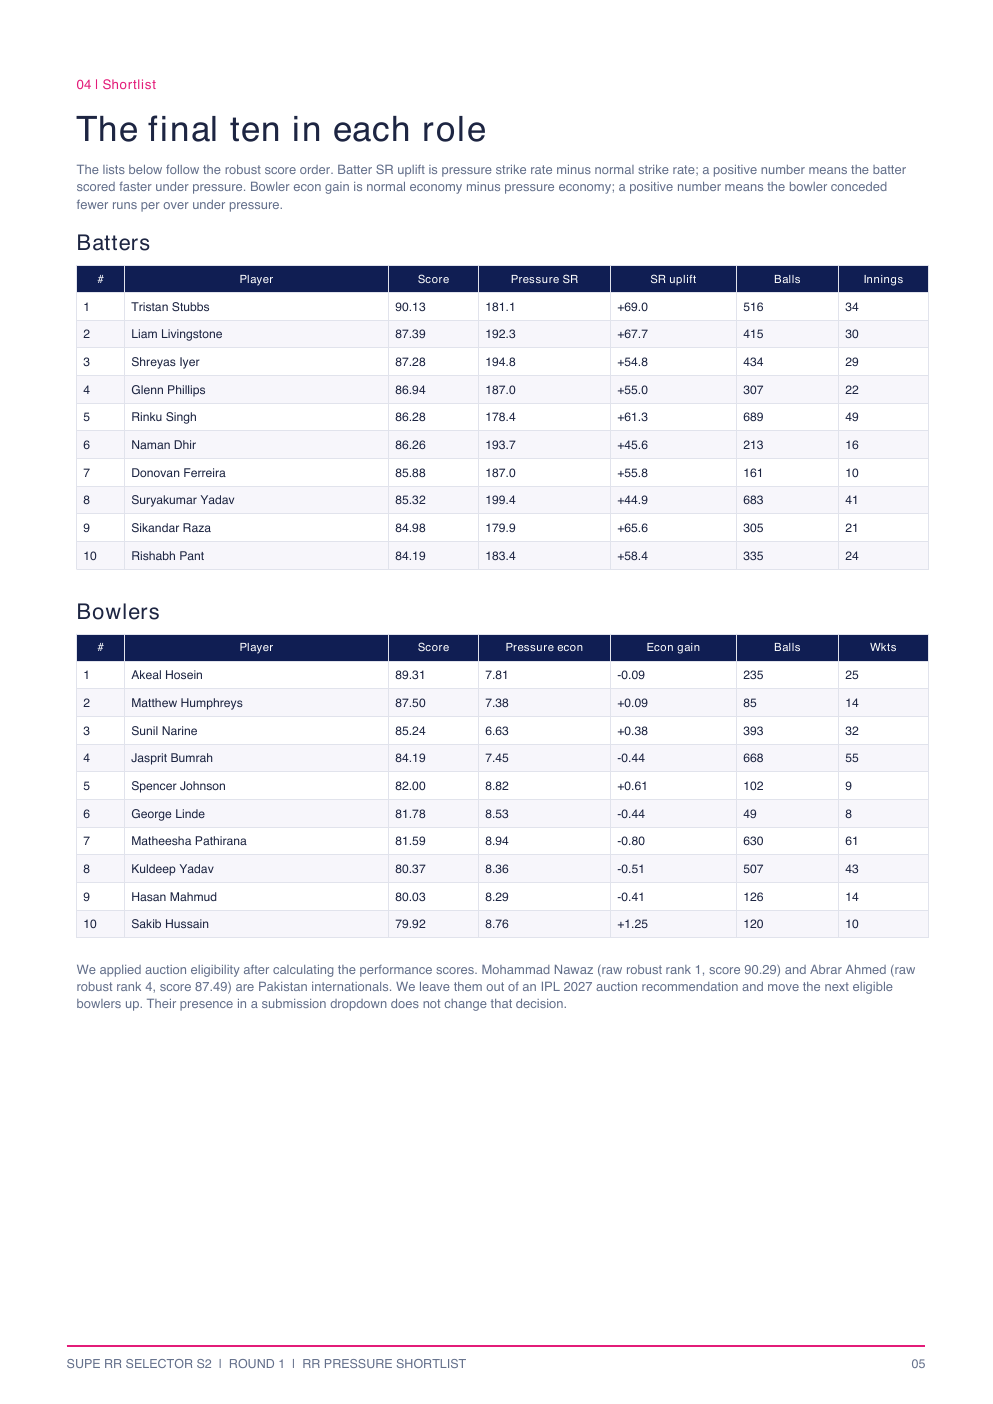 04 | Shortlist
The final ten in each role
The lists below follow the robust score order. Batter SR uplift is pressure strike rate minus normal strike rate; a positive number means the batter
scored faster under pressure. Bowler econ gain is normal economy minus pressure economy; a positive number means the bowler conceded
fewer runs per over under pressure.
Batters
# Player Score Pressure SR SR uplift Balls Innings
1 Tristan Stubbs 90.13 181.1 +69.0 516 34
2 Liam Livingstone 87.39 192.3 +67.7 415 30
3 Shreyas Iyer 87.28 194.8 +54.8 434 29
4 Glenn Phillips 86.94 187.0 +55.0 307 22
5 Rinku Singh 86.28 178.4 +61.3 689 49
6 Naman Dhir 86.26 193.7 +45.6 213 16
7 Donovan Ferreira 85.88 187.0 +55.8 161 10
8 Suryakumar Yadav 85.32 199.4 +44.9 683 41
9 Sikandar Raza 84.98 179.9 +65.6 305 21
10 Rishabh Pant 84.19 183.4 +58.4 335 24
Bowlers
# Player Score Pressure econ Econ gain Balls Wkts
1 Akeal Hosein 89.31 7.81 -0.09 235 25
2 Matthew Humphreys 87.50 7.38 +0.09 85 14
3 Sunil Narine 85.24 6.63 +0.38 393 32
4 Jasprit Bumrah 84.19 7.45 -0.44 668 55
5 Spencer Johnson 82.00 8.82 +0.61 102 9
6 George Linde 81.78 8.53 -0.44 49 8
7 Matheesha Pathirana 81.59 8.94 -0.80 630 61
8 Kuldeep Yadav 80.37 8.36 -0.51 507 43
9 Hasan Mahmud 80.03 8.29 -0.41 126 14
10 Sakib Hussain 79.92 8.76 +1.25 120 10
We applied auction eligibility after calculating the performance scores. Mohammad Nawaz (raw robust rank 1, score 90.29) and Abrar Ahmed (raw
robust rank 4, score 87.49) are Pakistan internationals. We leave them out of an IPL 2027 auction recommendation and move the next eligible
bowlers up. Their presence in a submission dropdown does not change that decision.
SUPE RR SELECTOR S2 | ROUND 1 | RR PRESSURE SHORTLIST 05